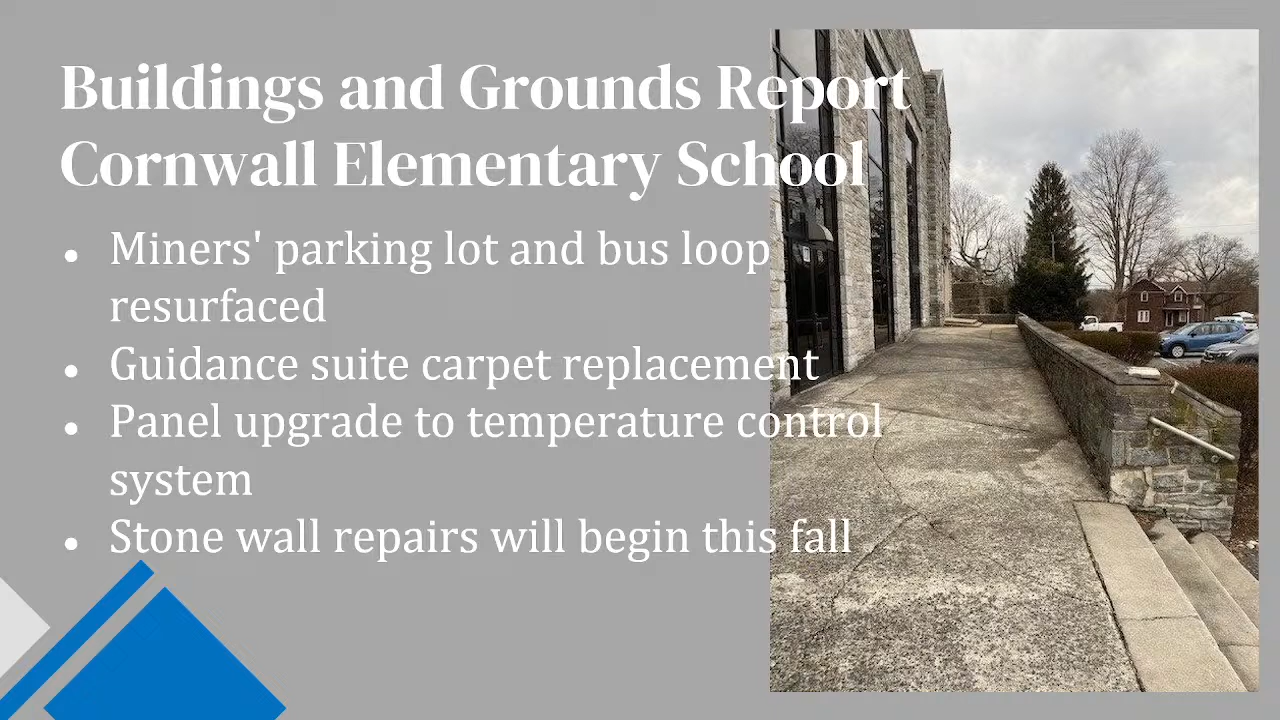 Buildings and Grounds Report
Cornwall Elementary School
• Miners' parking lot and bus loop
resurfaced
• Guidance suite carpet replacement
• Panel upgrade to temperature control
system
• Stone wall repairs will begin this fall